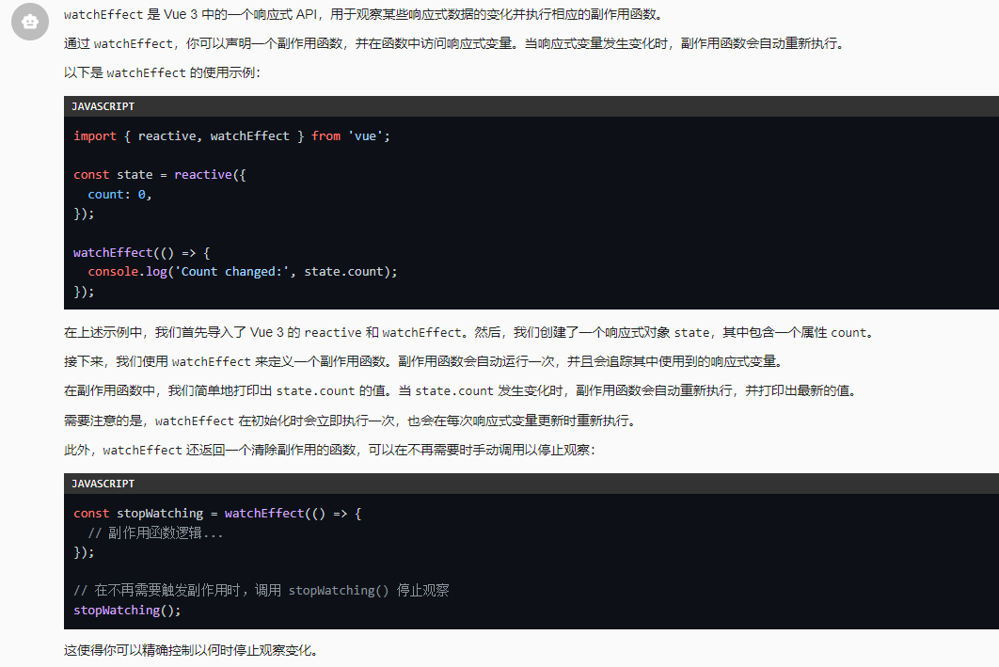 watchEffect 是 Vue 3 中的一个响应式 API，用于观察某些响应式数据的变化并执行相应的副作用函数。
通过 watchEffect，你可以声明一个副作用函数，并在函数中访问响应式变量。当响应式变量发生变化时，副作用函数会自动重新执行。
以下是 watchEffect 的使用示例：
JAVASCRIPT
import { reactive, watchEffect } from 'vue';
const state = reactive({
  count: 0,
});
watchEffect(() => {
  console.log('Count changed:', state.count);
});
在上述示例中，我们首先导入了 Vue 3 的 reactive 和 watchEffect。然后，我们创建了一个响应式对象 state，其中包含一个属性 count。
接下来，我们使用 watchEffect 来定义一个副作用函数。副作用函数会自动运行一次，并且会追踪其中使用到的响应式变量。
在副作用函数中，我们简单地打印出 state.count 的值。当 state.count 发生变化时，副作用函数会自动重新执行，并打印出最新的值。
需要注意的是，watchEffect 在初始化时会立即执行一次，也会在每次响应式变量更新时重新执行。
此外，watchEffect 还返回一个清除副作用的函数，可以在不再需要时手动调用以停止观察：
JAVASCRIPT
const stopWatching = watchEffect(() => {
  // 副作用函数逻辑...
});
// 在不再需要触发副作用时，调用 stopWatching() 停止观察
stopWatching();
这使得你可以精确控制以何时停止观察变化。